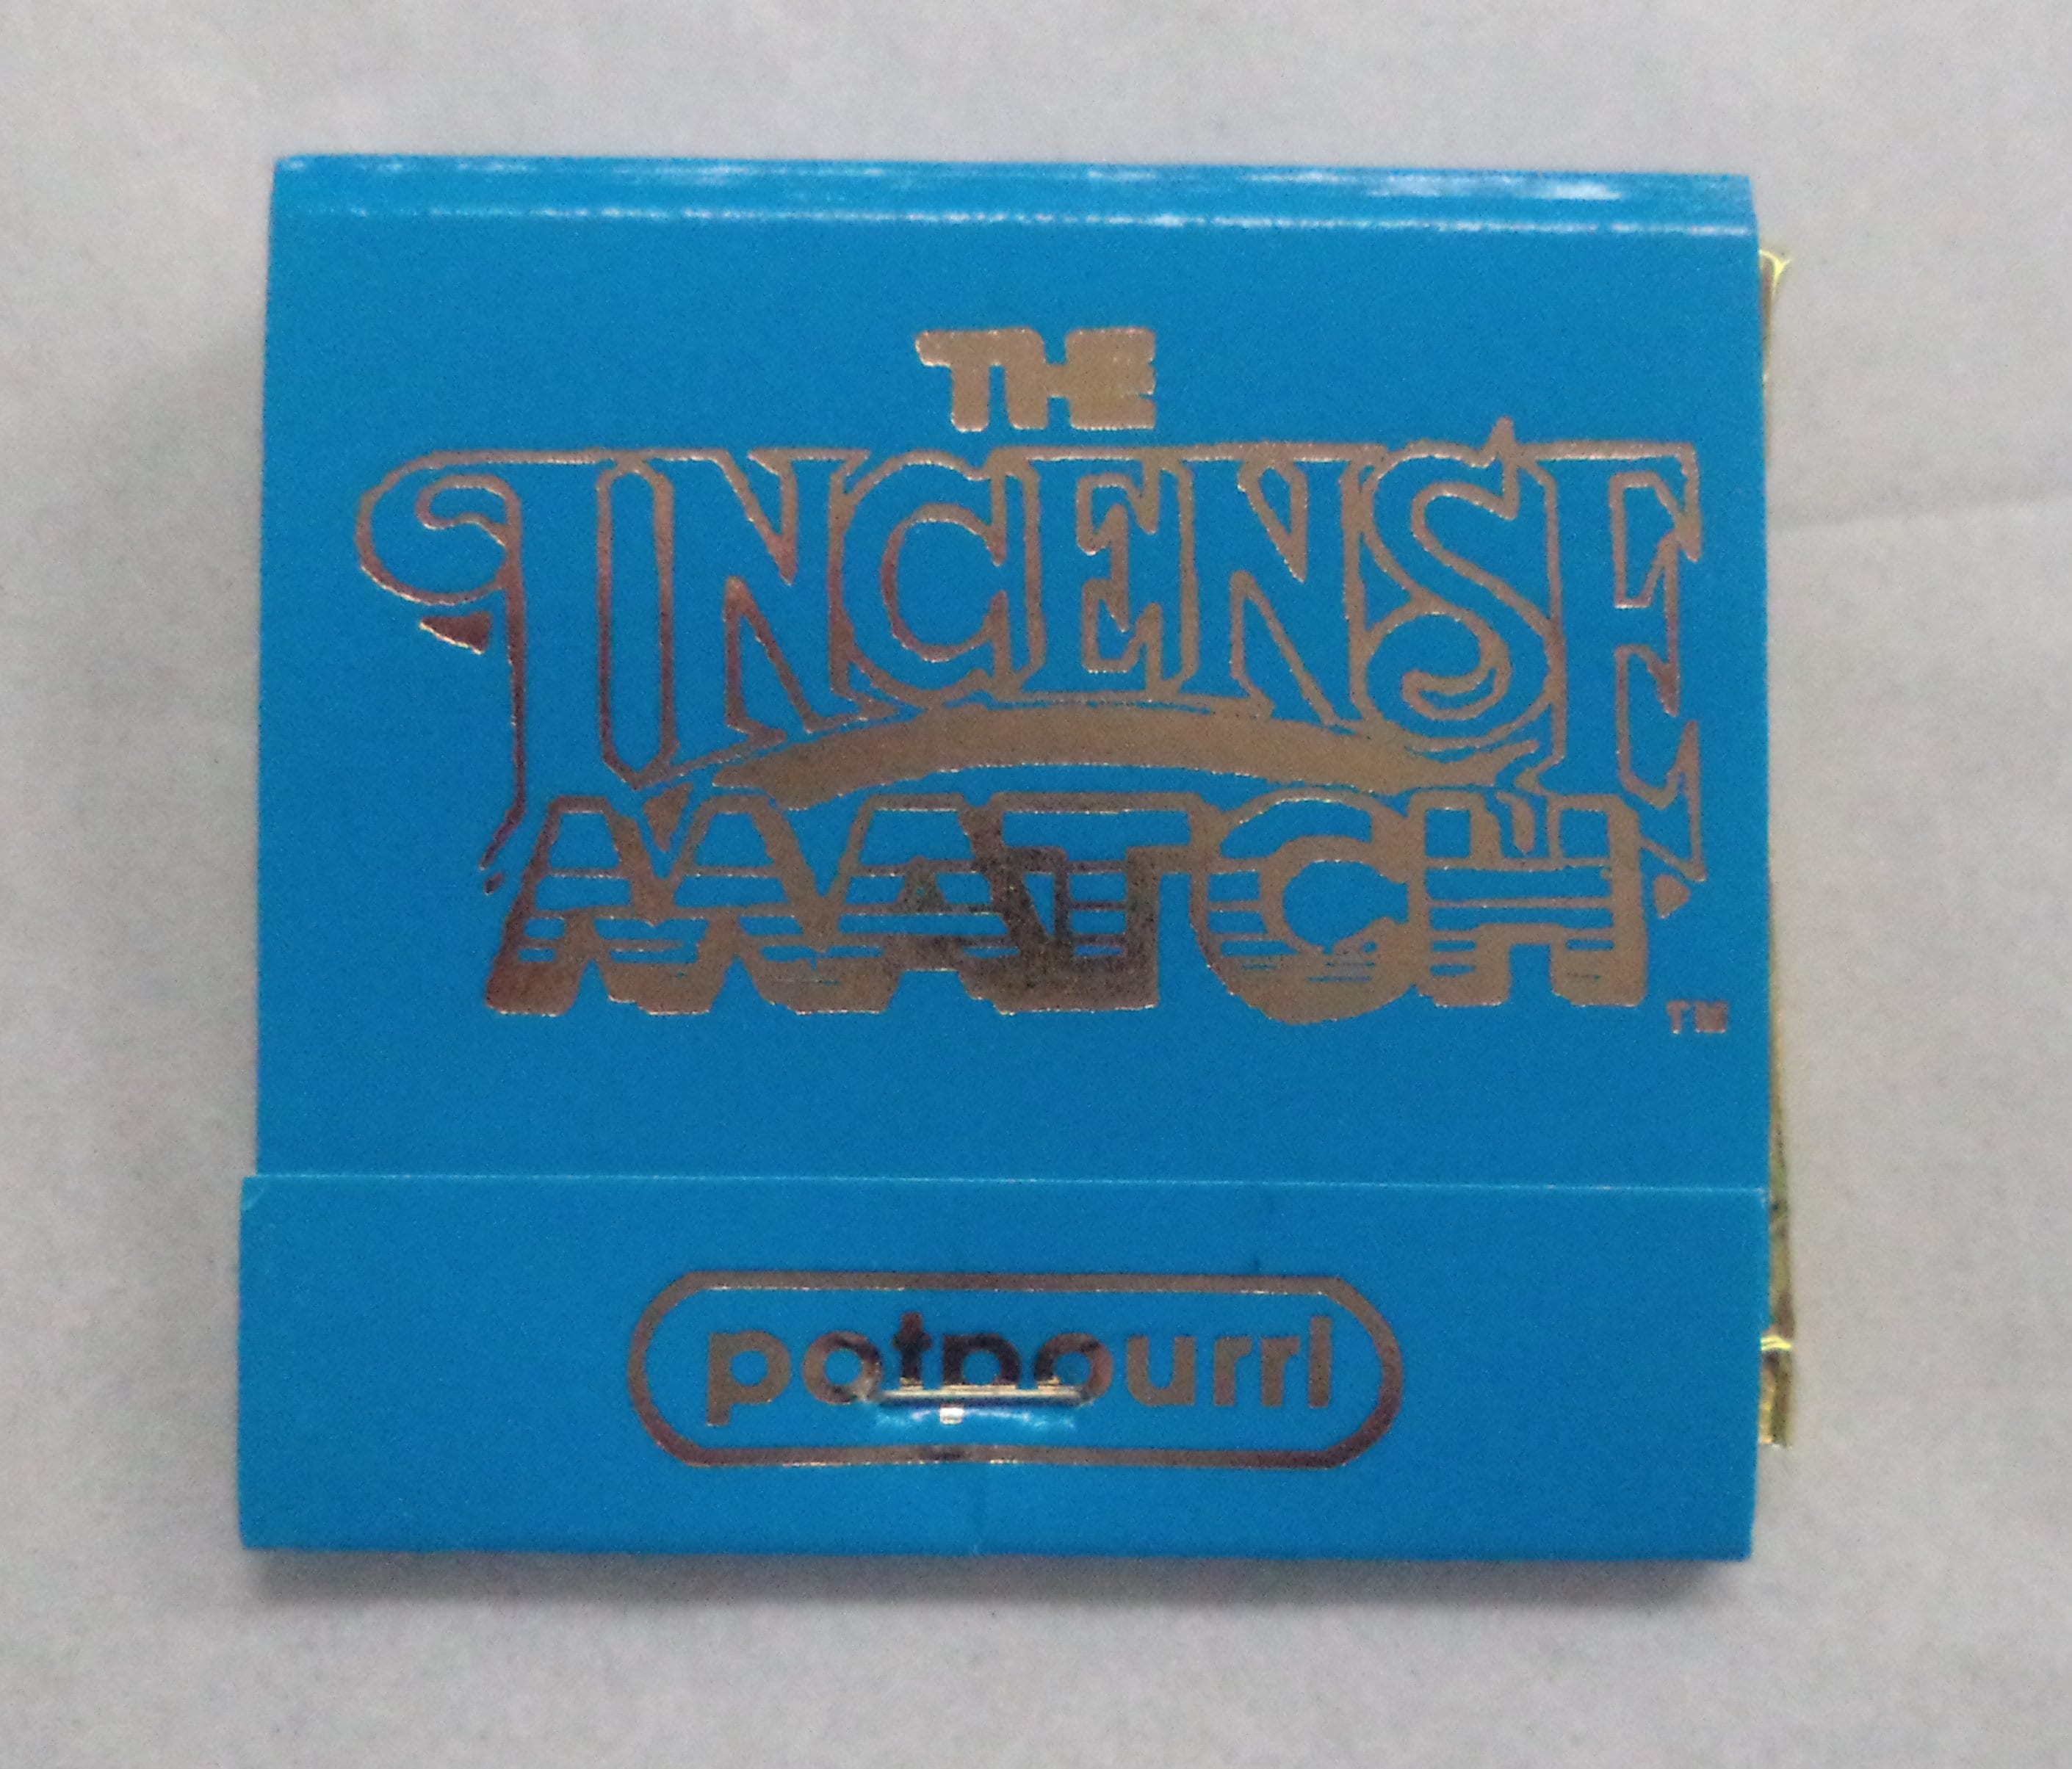 THE
INCENSE
MATCH
TM
potpourri